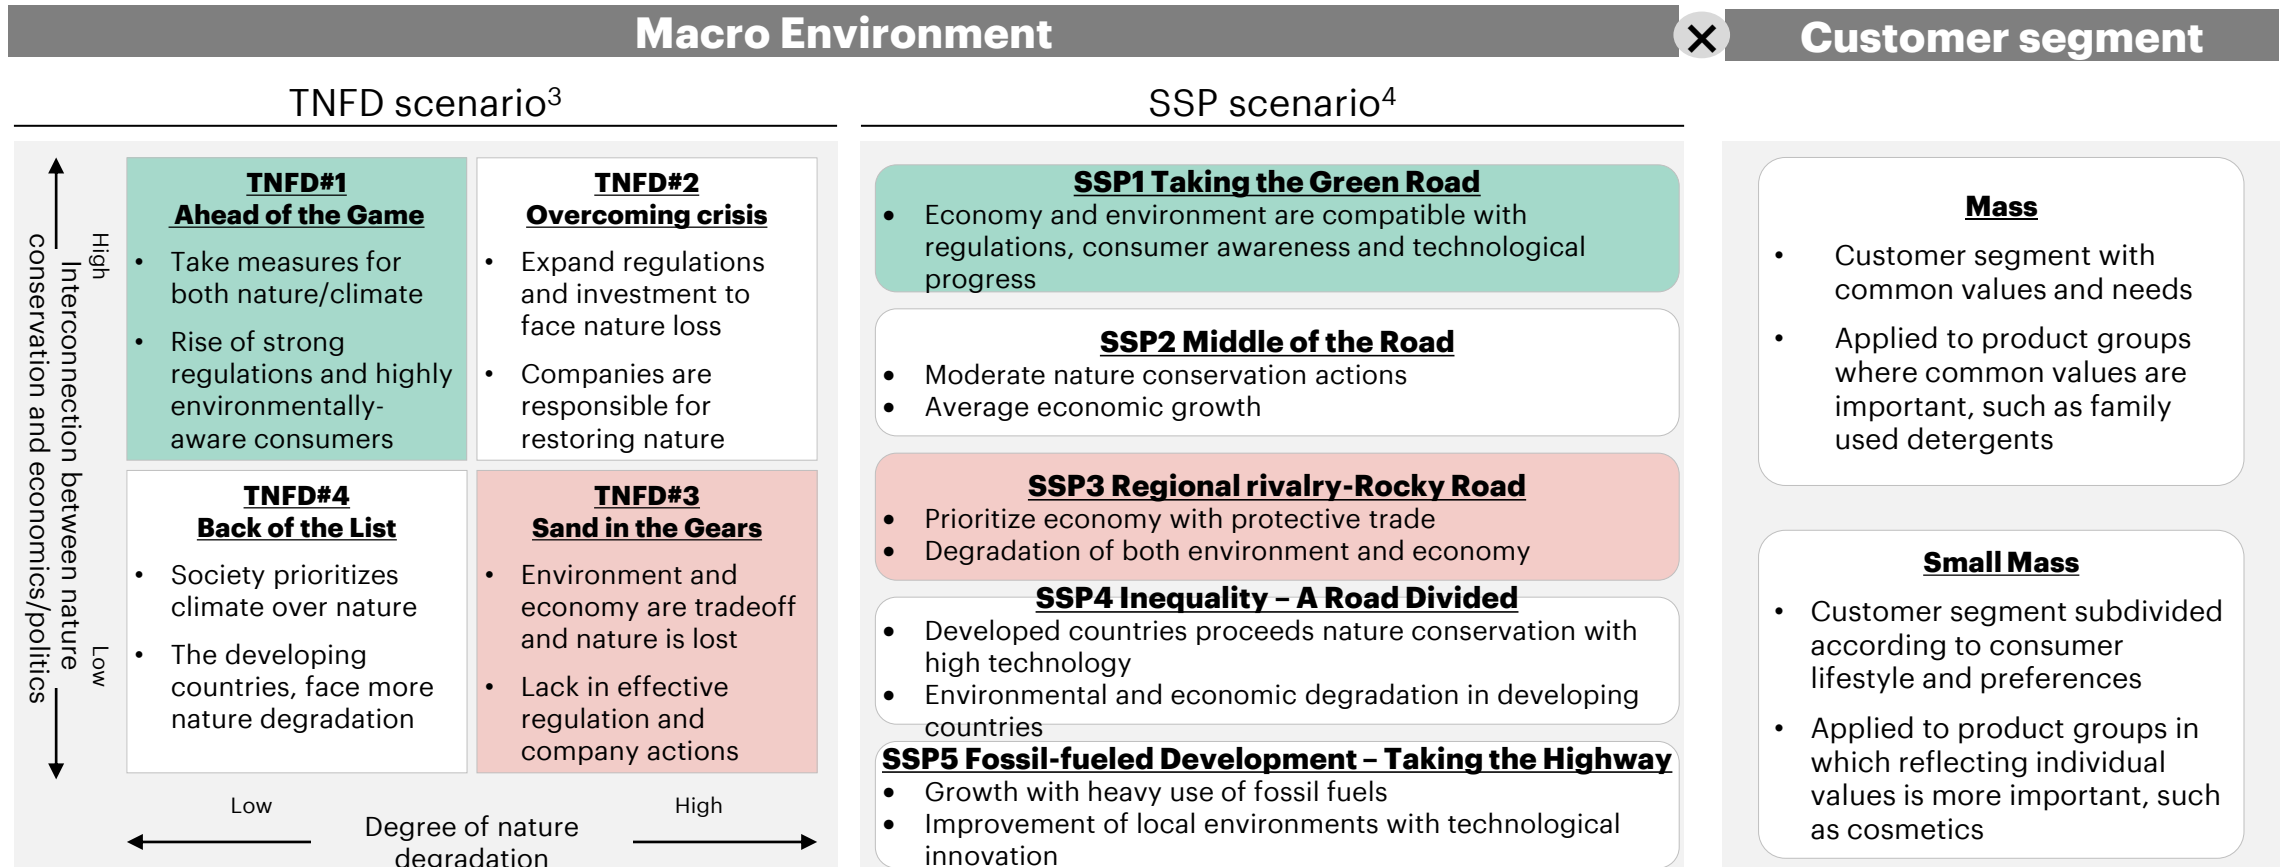 Macro Environment
×
Customer segment
TNFD scenario3
High
Interconnection between nature
conservation and economics/politics
Low
TNFD#1
Ahead of the Game
• Take measures for
both nature/climate
• Rise of strong
regulations and highly
environmentally-
aware consumers
TNFD#2
Overcoming crisis
• Expand regulations
and investment to
face nature loss
• Companies are
responsible for
restoring nature
TNFD#4
Back of the List
• Society prioritizes
climate over nature
• The developing
countries, face more
nature degradation
TNFD#3
Sand in the Gears
• Environment and
economy are tradeoff
and nature is lost
• Lack in effective
regulation and
company actions
Low
Degree of nature
degradation
High
SSP scenario4
SSP1 Taking the Green Road
• Economy and environment are compatible with
regulations, consumer awareness and technological
progress
SSP2 Middle of the Road
• Moderate nature conservation actions
• Average economic growth
SSP3 Regional rivalry-Rocky Road
• Prioritize economy with protective trade
• Degradation of both environment and economy
SSP4 Inequality – A Road Divided
• Developed countries proceeds nature conservation with
high technology
• Environmental and economic degradation in developing
countries
SSP5 Fossil-fueled Development – Taking the Highway
• Growth with heavy use of fossil fuels
• Improvement of local environments with technological
innovation
Mass
• Customer segment with
common values and needs
• Applied to product groups
where common values are
important, such as family
used detergents
Small Mass
• Customer segment subdivided
according to consumer
lifestyle and preferences
• Applied to product groups in
which reflecting individual
values is more important, such
as cosmetics